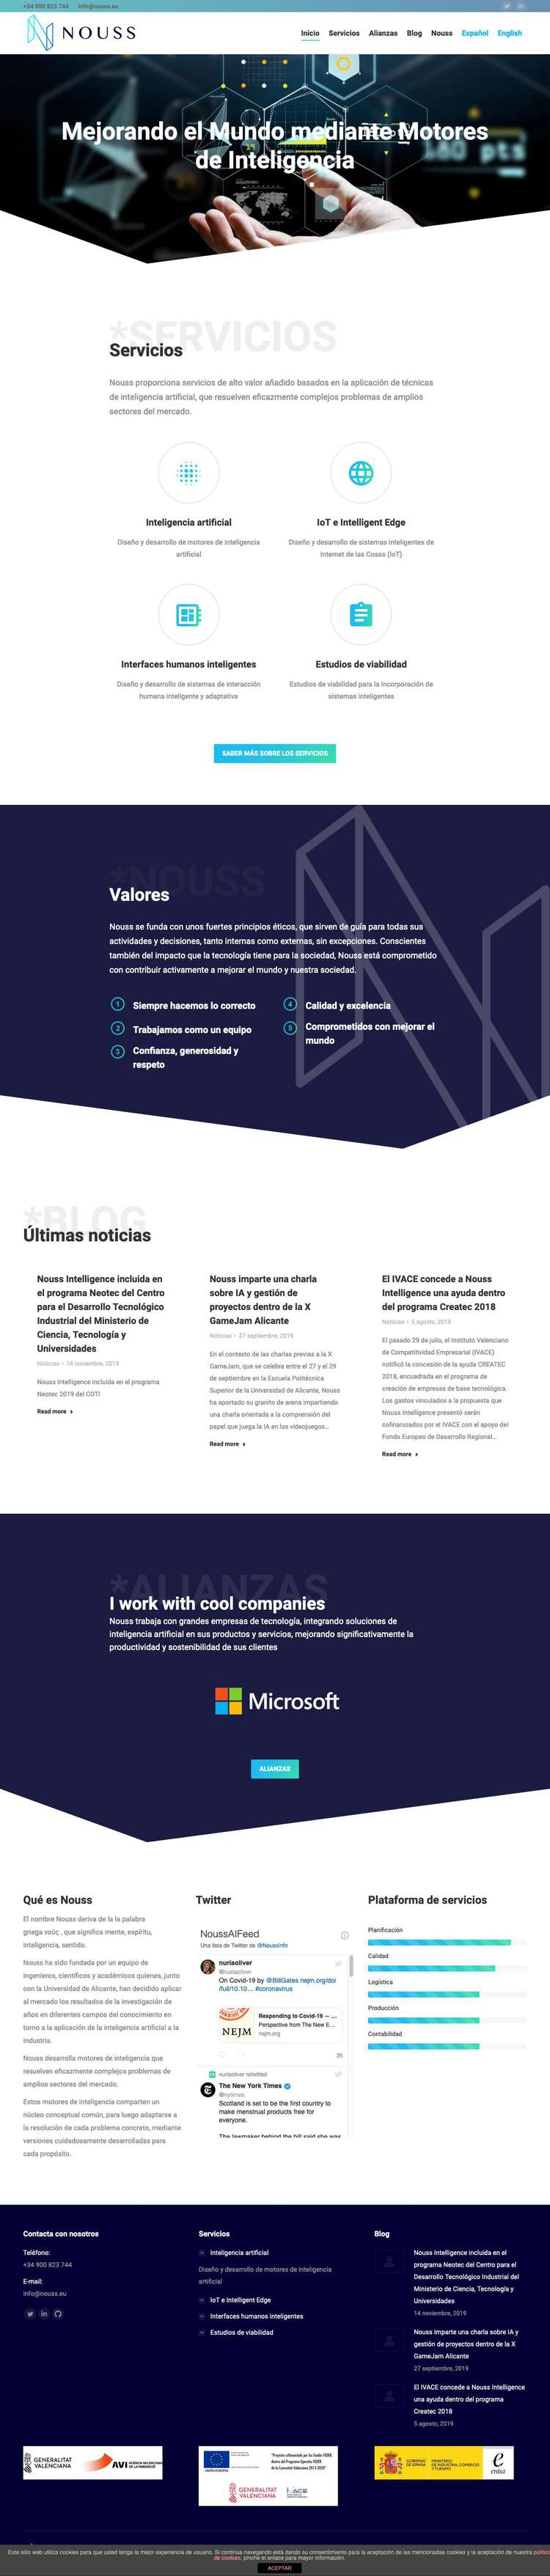 +34 900 823 744 info@nouss.eu
NOUSS
Inicio Servicios Alianzas Blog Nouss Español English
Mejorando el Mundo mediante Motores
de Inteligencia
*SERVICIOS
Servicios
Nouss proporciona servicios de alto valor añadido basados en la aplicación de técnicas
de inteligencia artificial, que resuelven eficazmente complejos problemas de amplios
sectores del mercado.
Inteligencia artificial
Diseño y desarrollo de motores de inteligencia
artificial
IoT e Intelligent Edge
Diseño y desarrollo de sistemas inteligentes de
Internet de las Cosas (IoT)
Interfaces humanos inteligentes
Diseño y desarrollo de sistemas de interacción
humana inteligente y adaptativa
Estudios de viabilidad
Estudios de viabilidad para la incorporación de
sistemas inteligentes
SABER MÁS SOBRE LOS SERVICIOS
*NOUSS
Valores
Nouss se funda con unos fuertes principios éticos, que sirven de guía para todas sus
actividades y decisiones, tanto internas como externas, sin excepciones. Conscientes
también del impacto que la tecnología tiene para la sociedad, Nouss está comprometido
con contribuir activamente a mejorar el mundo y nuestra sociedad.
1 Siempre hacemos lo correcto
2 Trabajamos como un equipo
3 Confianza, generosidad y
respeto
4 Calidad y excelencia
5 Comprometidos con mejorar el
mundo
*BLOG
Últimas noticias
Nouss Intelligence incluida en
el programa Neotec del Centro
para el Desarrollo Tecnológico
Industrial del Ministerio de
Ciencia, Tecnología y
Universidades
Noticias • 14 noviembre, 2019
Nouss Intelligence incluida en el programa
Neotec 2019 del CDTI
Read more
Nouss imparte una charla
sobre IA y gestión de
proyectos dentro de la X
GameJam Alicante
Noticias • 27 septiembre, 2019
En el contexto de las charlas previas a la X
GameJam, que se celebra entre el 27 y el 29
de septiembre en la Escuela Politécnica
Superior de la Universidad de Alicante, Nouss
ha aportado su granito de arena impartiendo
una charla orientada a la comprensión del
papel que juega la IA en los videojuegos…
Read more
El IVACE concede a Nouss
Intelligence una ayuda dentro
del programa Createc 2018
Noticias • 5 agosto, 2019
El pasado 29 de julio, el Instituto Valenciano
de Competitividad Empresarial (IVACE)
notificó la concesión de la ayuda CREATEC
2018, encuadrada en el programa de
creación de empresas de base tecnológica.
Los gastos vinculados a la propuesta que
Nouss Intelligence presentó serán
cofinanciados por el IVACE con el apoyo del
Fondo Europeo de Desarrollo Regional…
Read more
*ALIANZAS
I work with cool companies
Nouss trabaja con grandes empresas de tecnología, integrando soluciones de
inteligencia artificial en sus productos y servicios, mejorando significativamente la
productividad y sostenibilidad de sus clientes
Microsoft
ALIANZAS
Qué es Nouss
El nombre Nouss deriva de la la palabra
griega νούς , que significa mente, espíritu,
inteligencia, sentido.
Nouss ha sido fundada por un equipo de
ingenieros, científicos y académicos quienes, junto
con la Universidad de Alicante, han decidido aplicar
al mercado los resultados de la investigación de
años en diferentes campos del conocimiento en
torno a la aplicación de la inteligencia artificial a la
industria.
Nouss desarrolla motores de inteligencia que
resuelven eficazmente complejos problemas de
amplios sectores del mercado.
Estos motores de inteligencia comparten un
núcleo conceptual común, para luego adaptarse a
la resolución de cada problema concreto, mediante
versiones cuidadosamente desarrolladas para
cada propósito.
Twitter
NoussAIFeed
Una lista de Twitter de @NoussInfo
nuriaoliver
@nuriaoliver
On Covid-19 by @BillGates nejm.org/doi
/full/10.10… #coronavirus
NEJM
Responding to Covid-19 — …
Perspective from The New E…
nejm.org
2h
nuriaoliver retwitted
The New York Times
@nytimes
Scotland is set to be the first country to
make menstrual products free for
everyone.
The lawmaker behind the bill said she was
Plataforma de servicios
Planificación
Calidad
Logística
Producción
Contabilidad
Contacta con nosotros
Teléfono:
+34 900 823 744
E-mail:
info@nouss.eu
Servicios
Inteligencia artificial
Diseño y desarrollo de motores de inteligencia
artificial
IoT e Intelligent Edge
Interfaces humanos inteligentes
Estudios de viabilidad
Blog
Nouss Intelligence incluida en el
programa Neotec del Centro para el
Desarrollo Tecnológico Industrial del
Ministerio de Ciencia, Tecnología y
Universidades
14 noviembre, 2019
Nouss imparte una charla sobre IA y
gestión de proyectos dentro de la X
GameJam Alicante
27 septiembre, 2019
El IVACE concede a Nouss Intelligence
una ayuda dentro del programa
Createc 2018
5 agosto, 2019
GENERALITAT
VALENCIANA
AVI AGÈNCIA VALENCIANA
DE LA INNOVACIÓ
UNIÓN EUROPEA
"Proyecto cofinanciado por los fondos FEDER,
dentro del Programa Operativo FEDER
de la Comunitat Valenciana 2014-2020"
GENERALITAT
VALENCIANA
IVACE
GOBIERNO
DE ESPAÑA
MINISTERIO
DE INDUSTRIA, COMERCIO
Y TURISMO
enisa
Este sitio web utiliza cookies para que usted tenga la mejor experiencia de usuario. Si continúa navegando está dando su consentimiento para la aceptación de las mencionadas cookies y la aceptación de nuestra política
de cookies, pinche el enlace para mayor información.
ACEPTAR